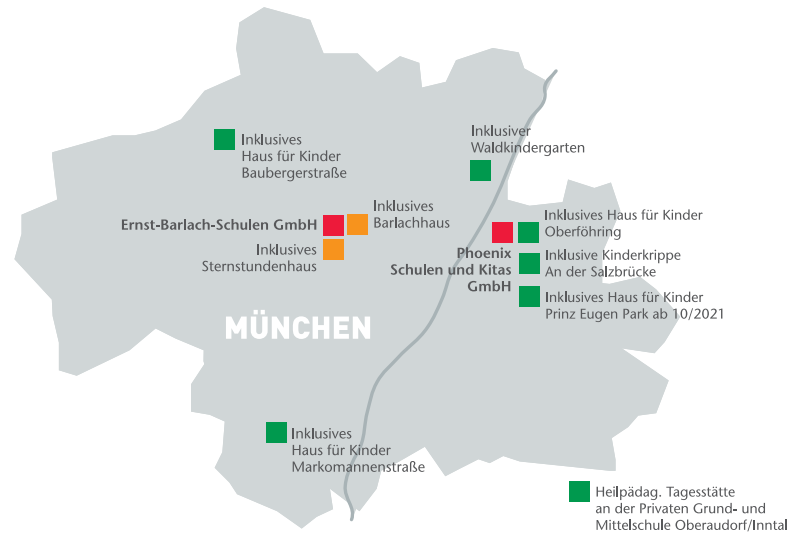 Inklusives
Haus für Kinder
Baubergerstraße
Inklusiver
Waldkindergarten
Ernst-Barlach-Schulen GmbH
Inklusives
Barlachhaus
Inklusives
Sternstundenhaus
Inklusives Haus für Kinder
Oberföhring
Phoenix
Schulen und Kitas
GmbH
Inklusive Kinderkrippe
An der Salzbrücke
Inklusives Haus für Kinder
Prinz Eugen Park ab 10/2021
MÜNCHEN
Inklusives
Haus für Kinder
Markomannenstraße
Heilpädag. Tagesstätte
an der Privaten Grund- und
Mittelschule Oberaudorf/Inntal